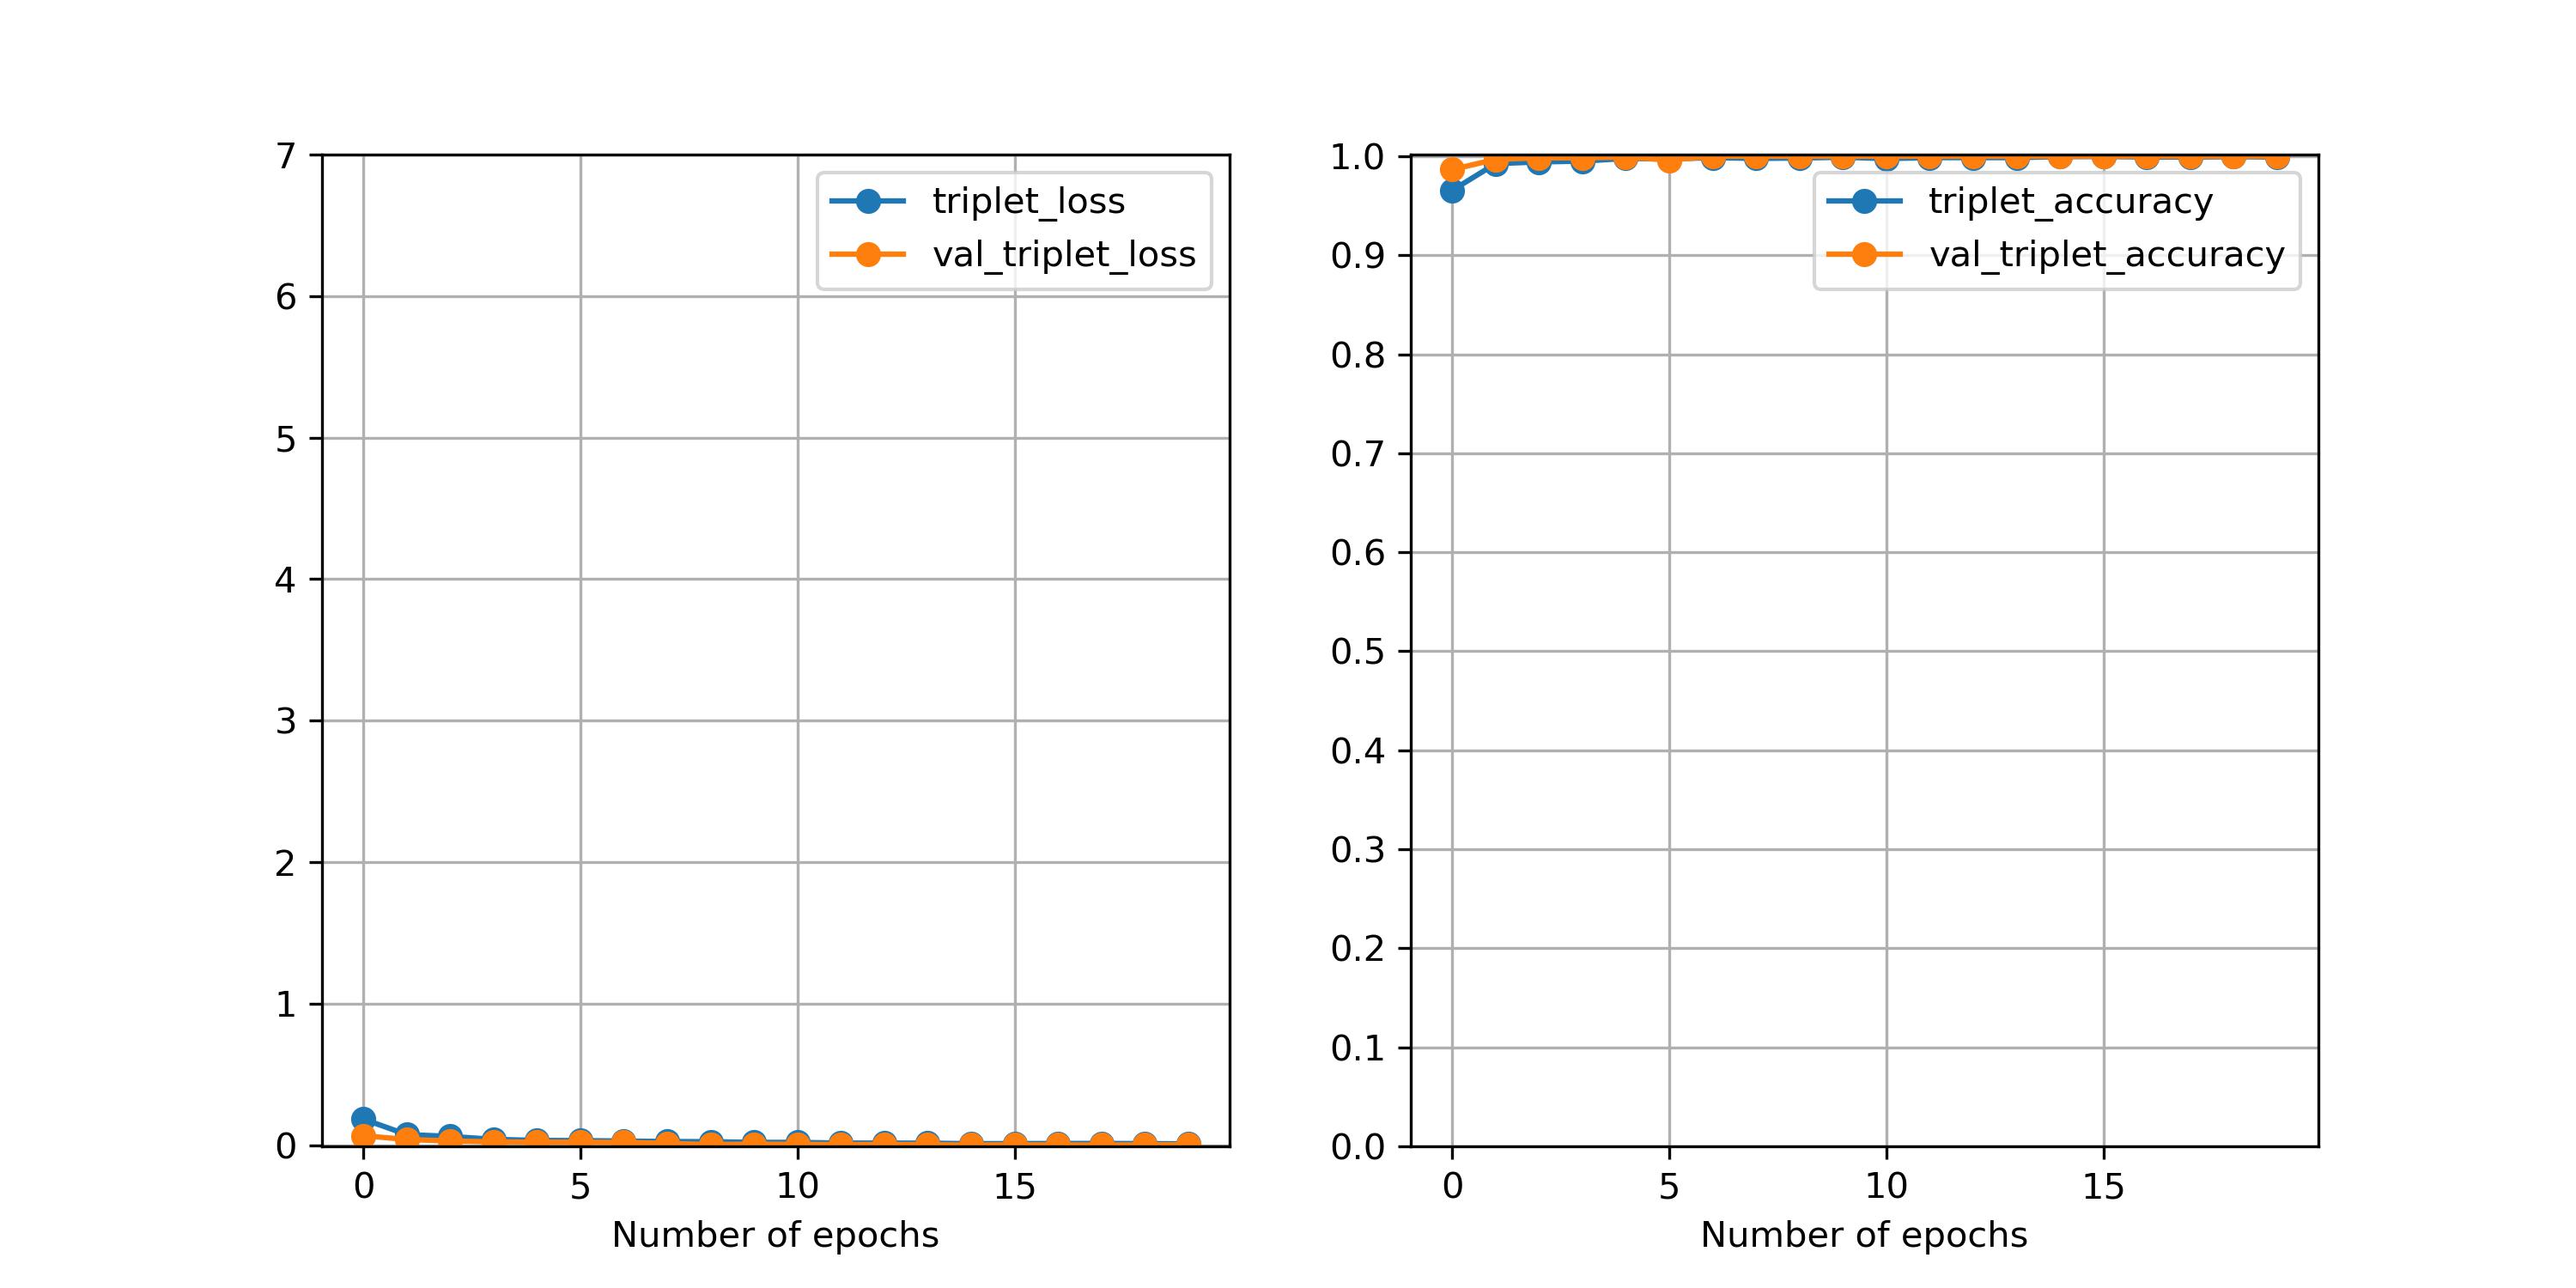 7
6
5
4
3
2
1
0
0 5 10 15
Number of epochs
triplet_loss
val_triplet_loss
1.0
0.9
0.8
0.7
0.6
0.5
0.4
0.3
0.2
0.1
0.0
0 5 10 15
Number of epochs
triplet_accuracy
val_triplet_accuracy